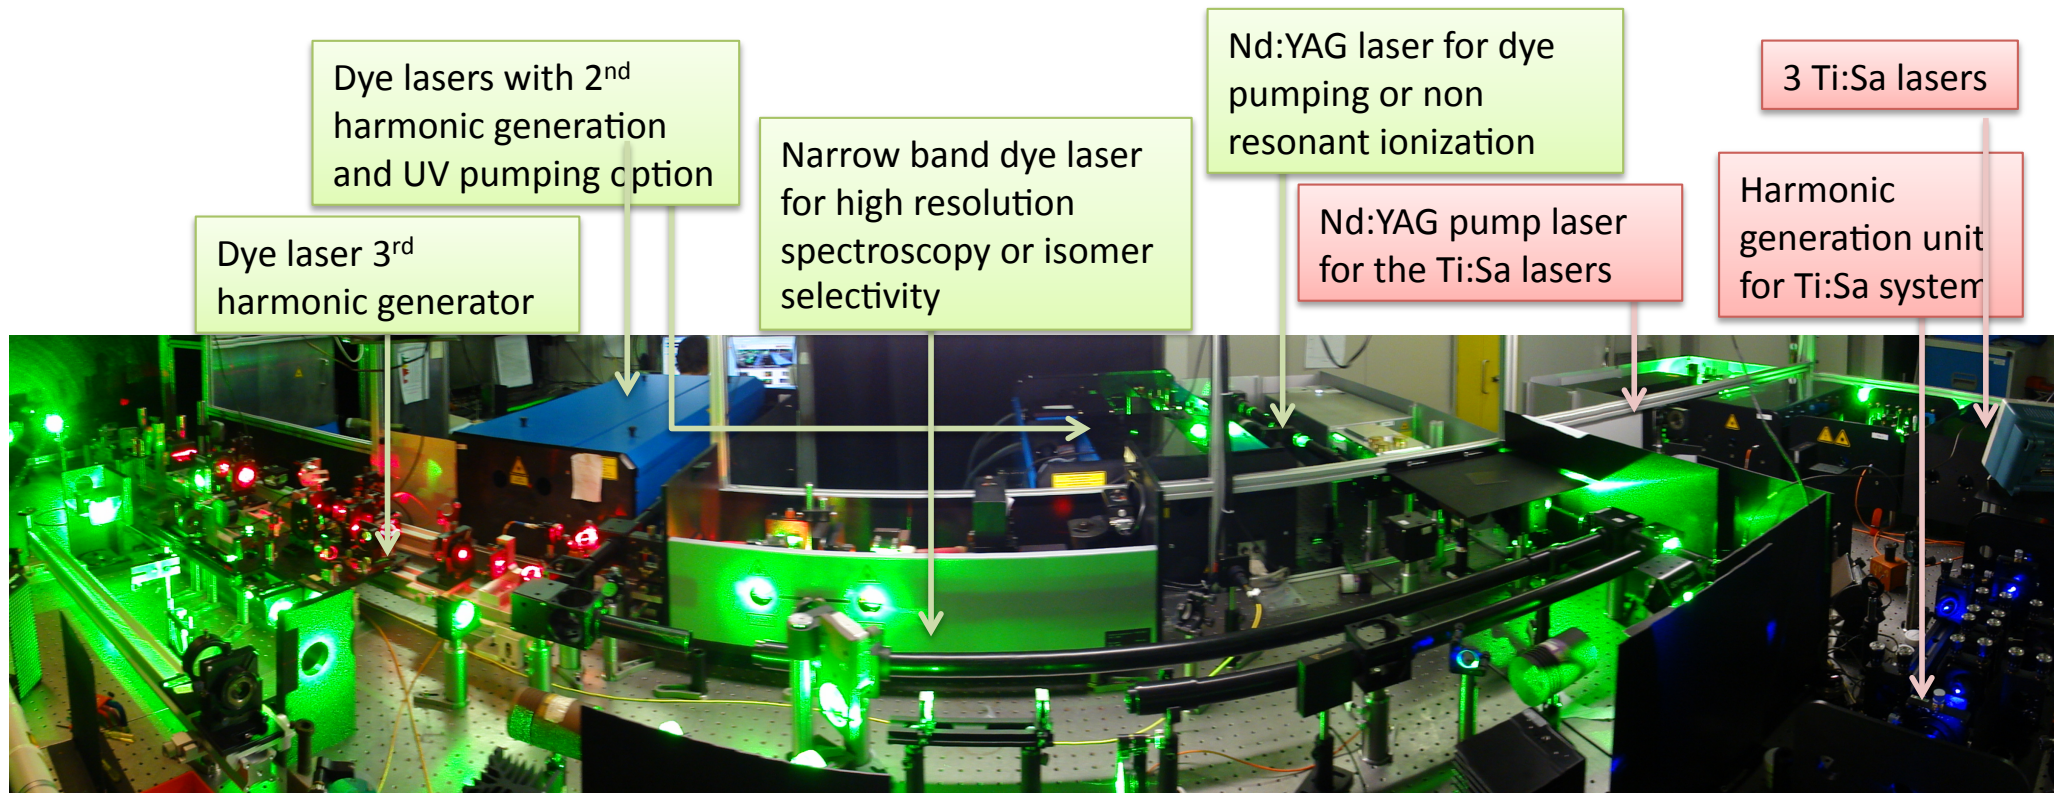 Dye lasers with 2nd
harmonic generation
and UV pumping option
Dye laser 3rd
harmonic generator
Narrow band dye laser
for high resolution
spectroscopy or isomer
selectivity
Nd:YAG laser for dye
pumping or non
resonant ionization
Nd:YAG pump laser
for the Ti:Sa lasers
3 Ti:Sa lasers
Harmonic
generation unit
for Ti:Sa system